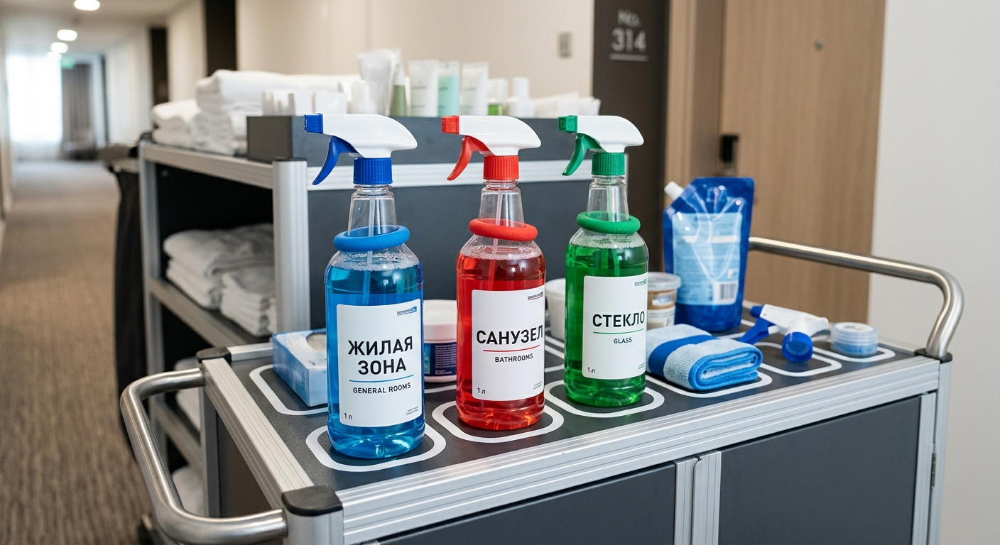 No.
314
ЖИЛАЯ
ЗОНА
GENERAL ROOMS
1 л
САНУЗЕЛ
BATHROOMS
1 л
СТЕКЛО
GLASS
1 л